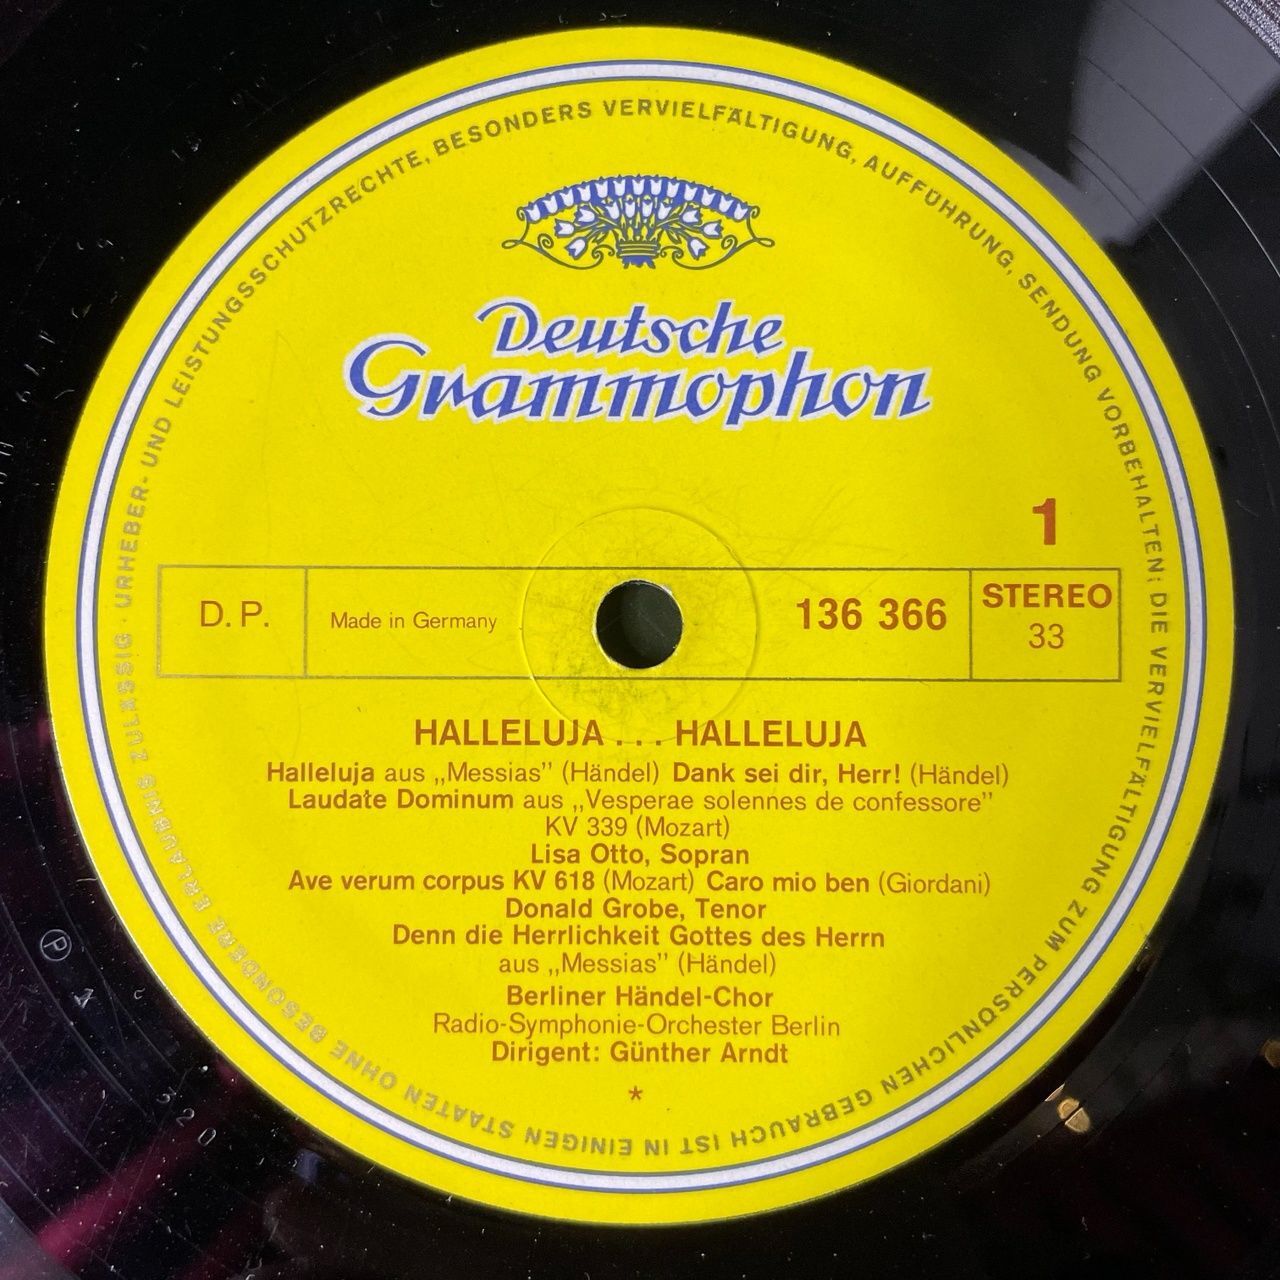 URHEBER- UND LEISTUNGSSCHUTZRECHTE, BESONDERS VERVIELFÄLTIGUNG, AUFFÜHRUNG, SENDUNG VORBEHALTEN; DIE VERVIELFÄLTIGUNG ZUM PERSÖNLICHEN GEBRAUCH IST IN EINIGEN STAATEN OHNE BESONDERE ERLAUBNIS ZULÄSSIG ·
Deutsche
Grammophon
1
D. P.
Made in Germany
136 366
STEREO
33
HALLELUJA . . . HALLELUJA
Halleluja aus „Messias” (Händel) Dank sei dir, Herr! (Händel)
Laudate Dominum aus „Vesperae solennes de confessore”
KV 339 (Mozart)
Lisa Otto, Sopran
Ave verum corpus KV 618 (Mozart) Caro mio ben (Giordani)
Donald Grobe, Tenor
Denn die Herrlichkeit Gottes des Herrn
aus „Messias” (Händel)
Berliner Händel-Chor
Radio-Symphonie-Orchester Berlin
Dirigent: Günther Arndt
*
Ⓟ
320